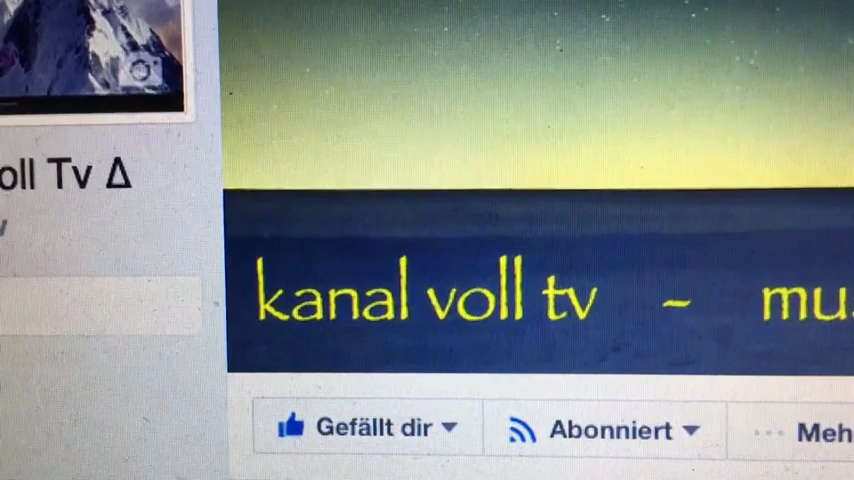 oll Tv Δ
kanal voll tv ~ mu
Gefällt dir Abonniert Meh